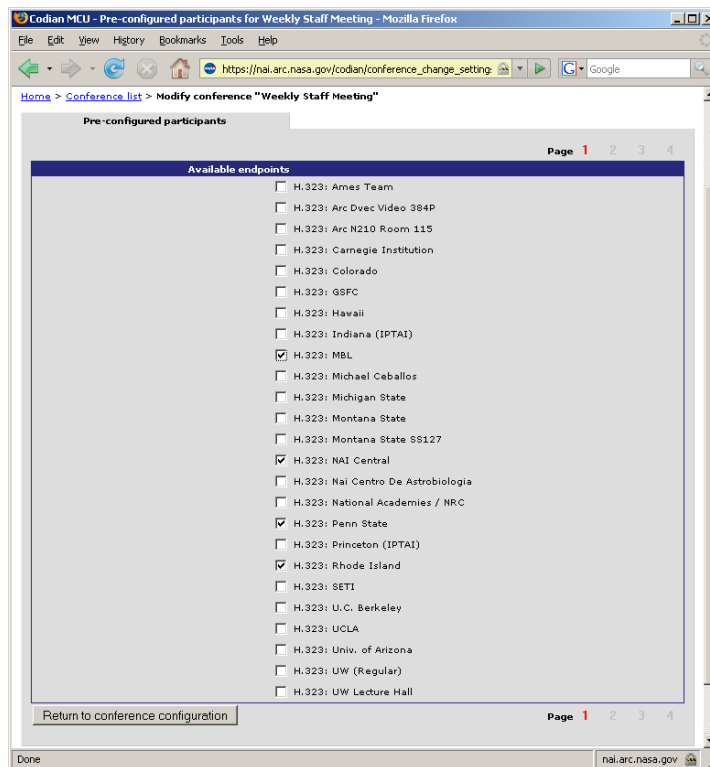 Codian MCU - Pre-configured participants for Weekly Staff Meeting - Mozilla Firefox
File Edit View History Bookmarks Tools Help
https://nai.arc.nasa.gov/codian/conference_change_setting G Google
Home > Conference list > Modify conference "Weekly Staff Meeting"
Pre-configured participants
Page 1 2 3 4
Available endpoints
H.323: Ames Team
H.323: Arc Dvec Video 384P
H.323: Arc N210 Room 115
H.323: Carnegie Institution
H.323: Colorado
H.323: GSFC
H.323: Hawaii
H.323: Indiana (IPTAI)
H.323: MBL
H.323: Michael Ceballos
H.323: Michigan State
H.323: Montana State
H.323: Montana State SS127
H.323: NAI Central
H.323: Nai Centro De Astrobiologia
H.323: National Academies / NRC
H.323: Penn State
H.323: Princeton (IPTAI)
H.323: Rhode Island
H.323: SETI
H.323: U.C. Berkeley
H.323: UCLA
H.323: Univ. of Arizona
H.323: UW (Regular)
H.323: UW Lecture Hall
Return to conference configuration Page 1 2 3 4
Done nai.arc.nasa.gov